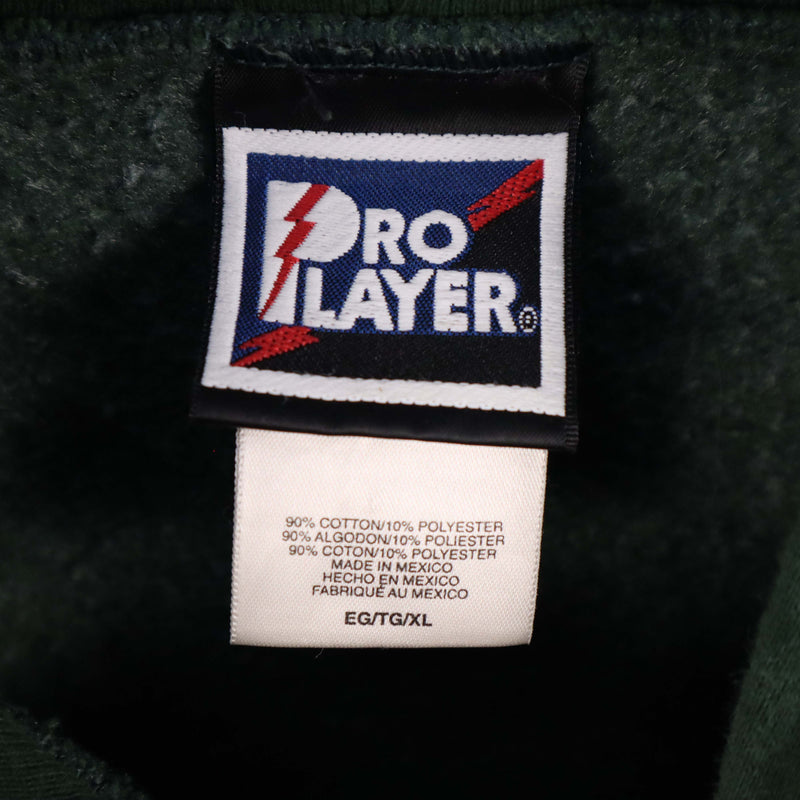 PRO
PLAYER®
90% COTTON/10% POLYESTER
90% ALGODON/10% POLIESTER
90% COTON/10% POLYESTER
MADE IN MEXICO
HECHO EN MEXICO
FABRIQUÉ AU MEXICO
EG/TG/XL